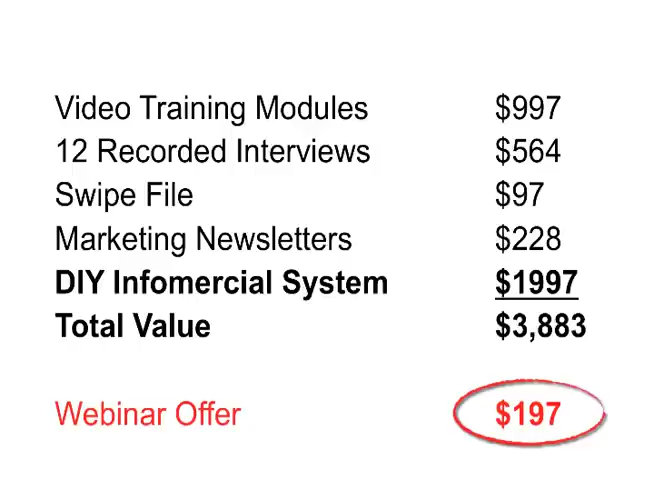 Video Training Modules $997
12 Recorded Interviews $564
Swipe File $97
Marketing Newsletters $228
DIY Infomercial System $1997
Total Value $3,883
Webinar Offer $197